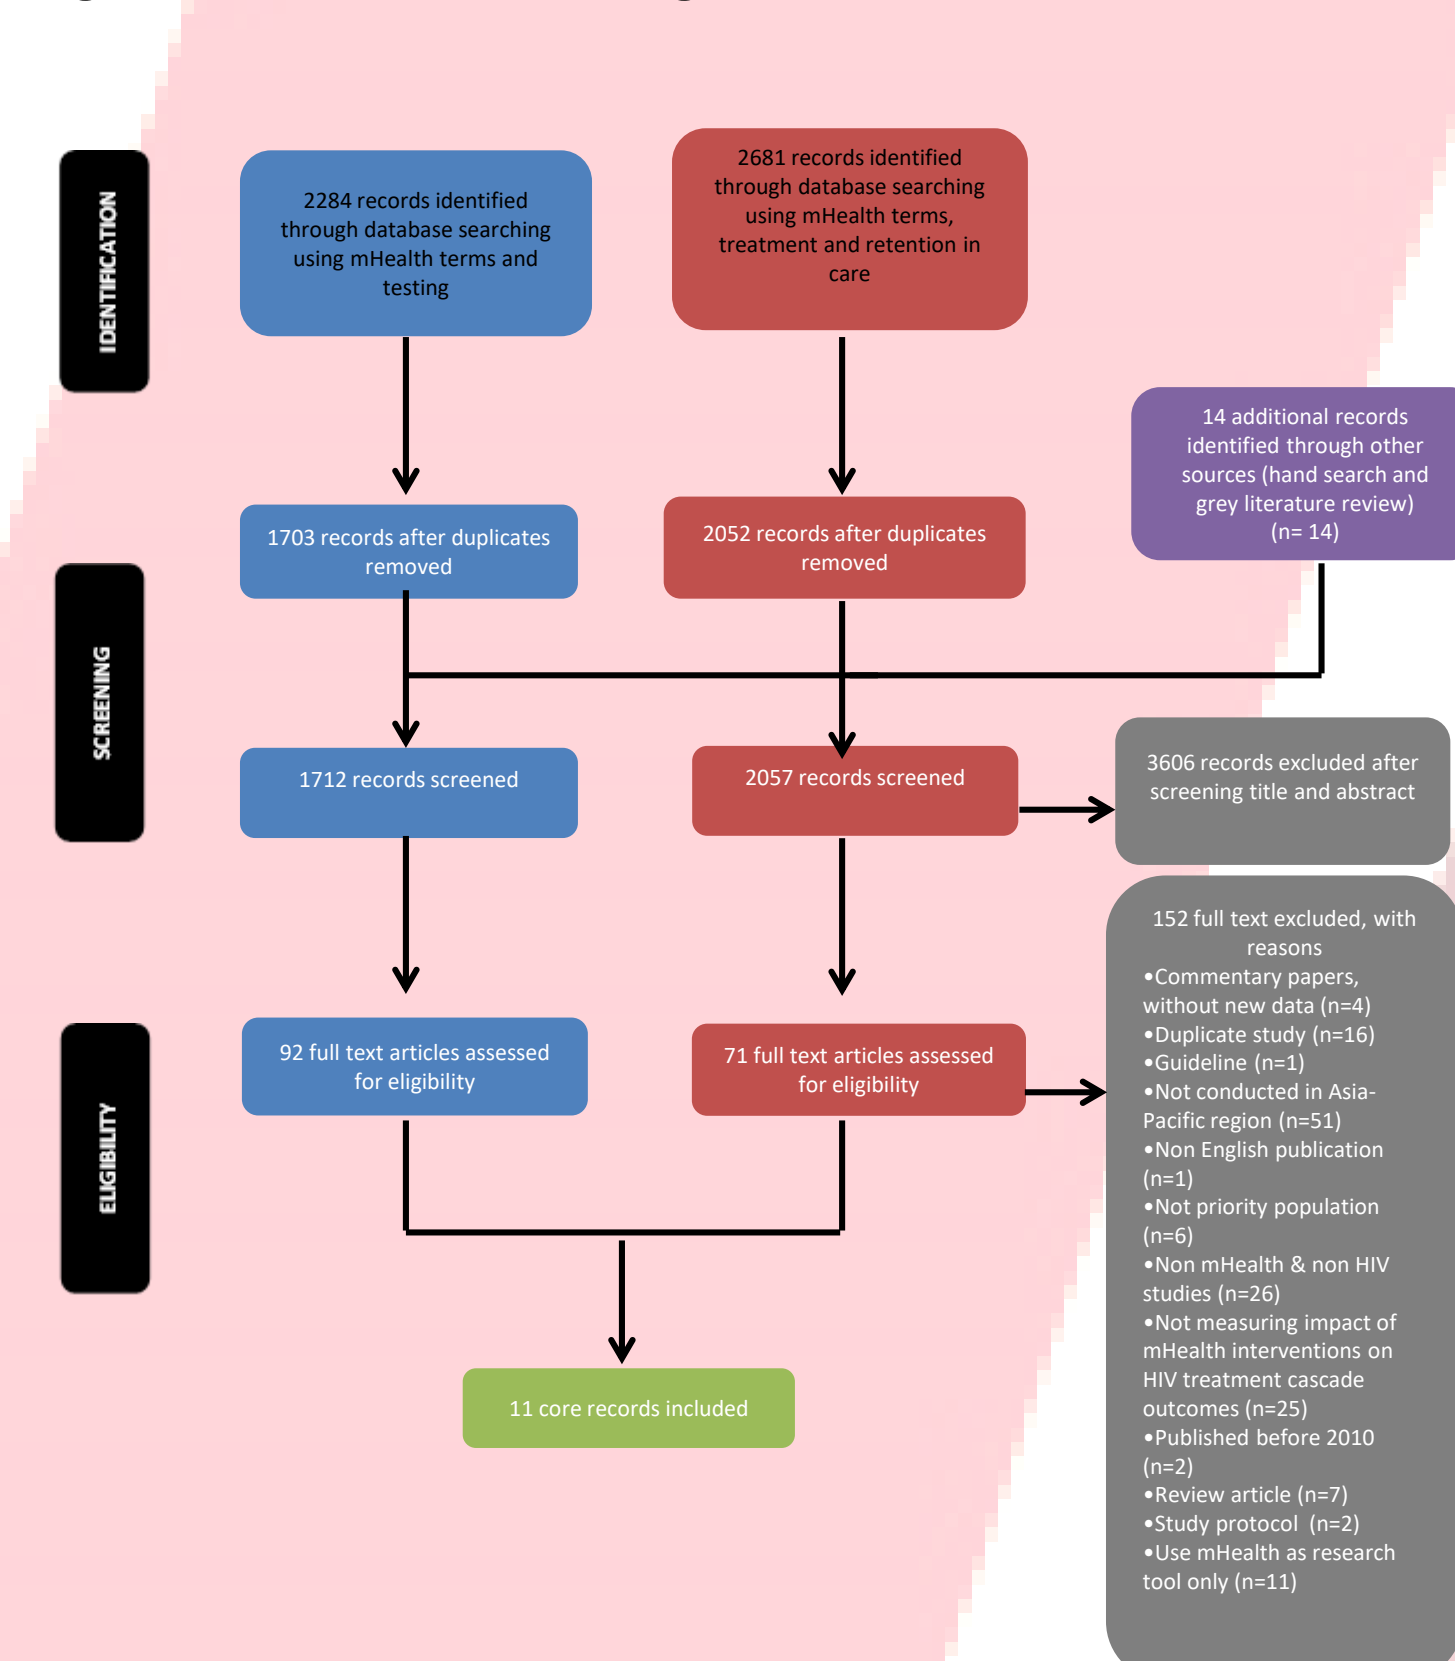 IDENTIFICATION
2284 records identified
through database searching
using mHealth terms and
testing
2681 records identified
through database searching
using mHealth terms,
treatment and retention in
care
14 additional records
identified through other
sources (hand search and
grey literature review)
(n= 14)
1703 records after duplicates
removed
2052 records after duplicates
removed
SCREENING
1712 records screened
2057 records screened
3606 records excluded after
screening title and abstract
ELIGIBILITY
92 full text articles assessed
for eligibility
71 full text articles assessed
for eligibility
152 full text excluded, with
reasons
•Commentary papers,
without new data (n=4)
•Duplicate study (n=16)
•Guideline (n=1)
•Not conducted in Asia-
Pacific region (n=51)
•Non English publication
(n=1)
•Not priority population
(n=6)
•Non mHealth & non HIV
studies (n=26)
•Not measuring impact of
mHealth interventions on
HIV treatment cascade
outcomes (n=25)
•Published before 2010
(n=2)
•Review article (n=7)
•Study protocol  (n=2)
•Use mHealth as research
tool only (n=11)
11 core records included